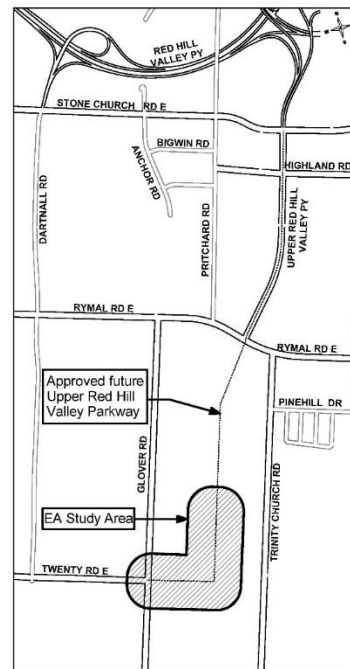 RED HILL
VALLEY PY
STONE CHURCH RD E
BIGWIN RD
ANCHOR RD
PRITCHARD RD
HIGHLAND RD
DARTNALL RD
UPPER RED HILL
VALLEY PY
RYMAL RD E
RYMAL RD E
Approved future
Upper Red Hill
Valley Parkway
PINEHILL DR
GLOVER RD
TRINITY CHURCH RD
EA Study Area
TWENTY RD E